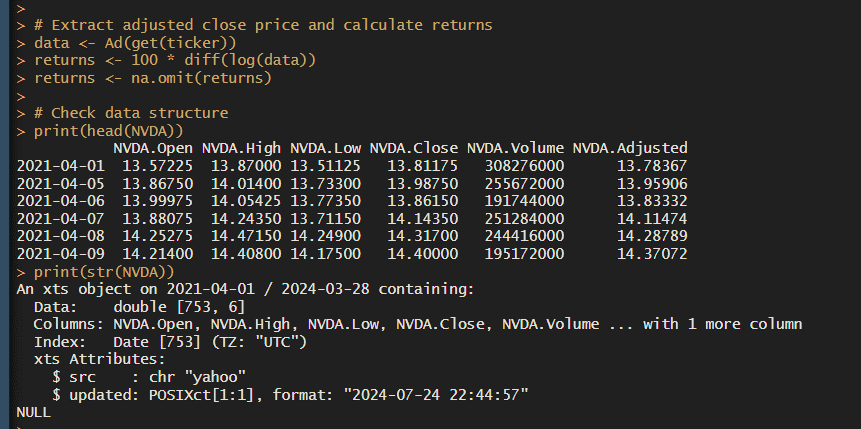 >
> # Extract adjusted close price and calculate returns
> data <- Ad(get(ticker))
> returns <- 100 * diff(log(data))
> returns <- na.omit(returns)
>
> # Check data structure
> print(head(NVDA))
           NVDA.Open NVDA.High NVDA.Low NVDA.Close NVDA.Volume NVDA.Adjusted
2021-04-01  13.57225  13.87000 13.51125   13.81175   308276000      13.78367
2021-04-05  13.86750  14.01400 13.73300   13.98750   255672000      13.95906
2021-04-06  13.99975  14.05425 13.77350   13.86150   191744000      13.83332
2021-04-07  13.88075  14.24350 13.71150   14.14350   251284000      14.11474
2021-04-08  14.25275  14.47150 14.24900   14.31700   244416000      14.28789
2021-04-09  14.21400  14.40800 14.17500   14.40000   195172000      14.37072
> print(str(NVDA))
An xts object on 2021-04-01 / 2024-03-28 containing:
  Data:    double [753, 6]
  Columns: NVDA.Open, NVDA.High, NVDA.Low, NVDA.Close, NVDA.Volume ... with 1 more column
  Index:   Date [753] (TZ: "UTC")
  xts Attributes:
    $ src    : chr "yahoo"
    $ updated: POSIXct[1:1], format: "2024-07-24 22:44:57"
NULL
>